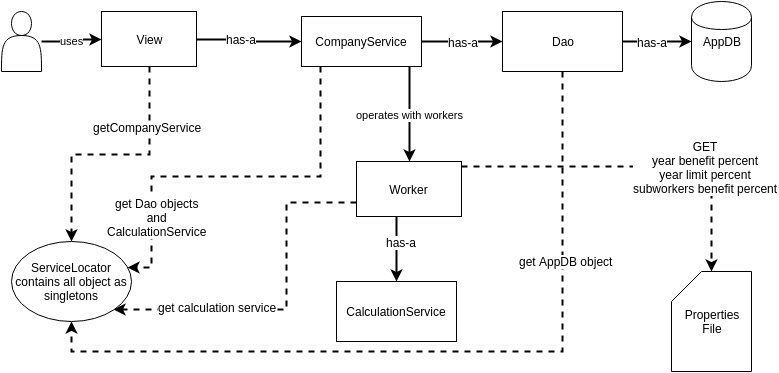 uses
View
has-a
CompanyService
has-a
Dao
has-a
AppDB
getCompanyService
operates with workers
GET
year benefit percent
year limit percent
subworkers benefit percent
Worker
get Dao objects
and
CalculationService
has-a
get AppDB object
ServiceLocator
contains all object as
singletons
get calculation service
CalculationService
Properties
File